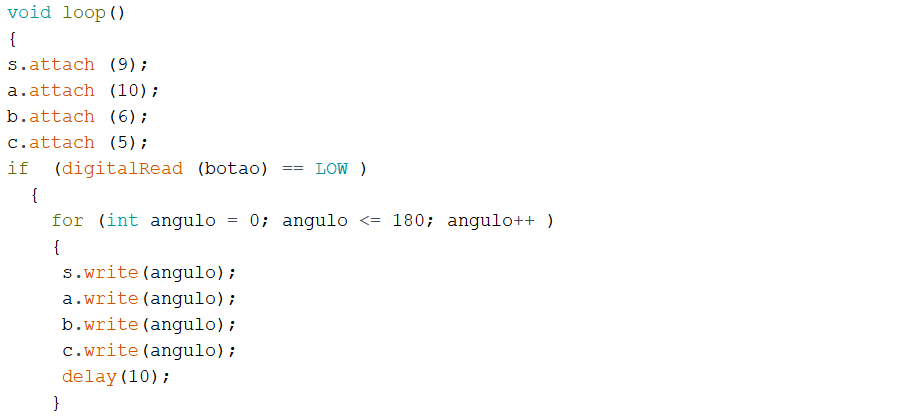 void loop()
{
s.attach (9);
a.attach (10);
b.attach (6);
c.attach (5);
if  (digitalRead (botao) == LOW )
  {
    for (int angulo = 0; angulo <= 180; angulo++ )
    {
     s.write(angulo);
     a.write(angulo);
     b.write(angulo);
     c.write(angulo);
     delay(10);
    }